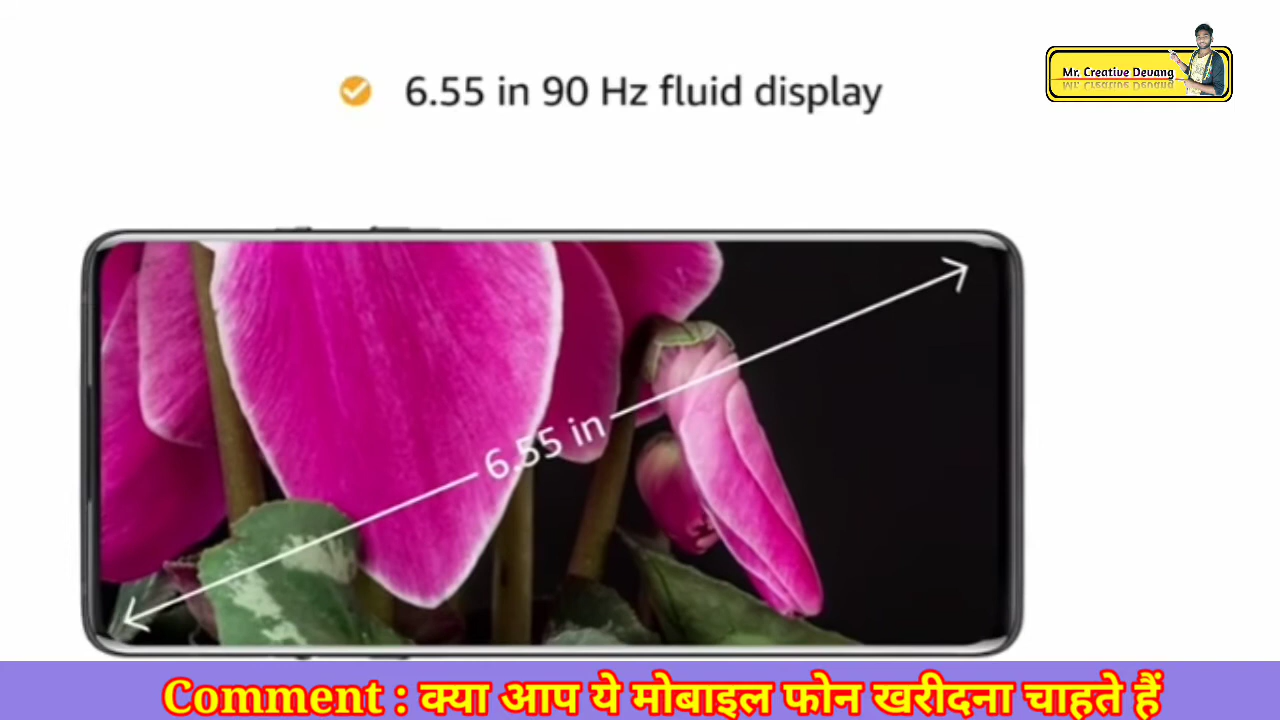 6.55 in 90 Hz fluid display
Mr. Creative Devang
6.55 in
Comment : क्या आप ये मोबाइल फोन खरीदना चाहते हैं